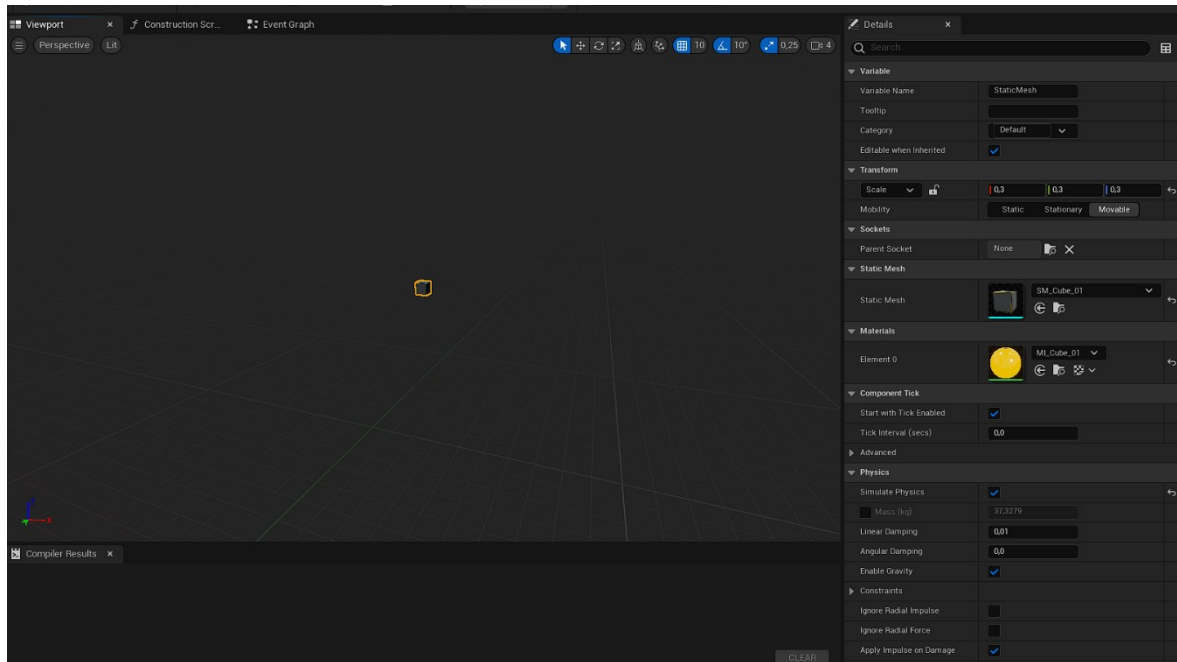 Viewport
Construction Scr...
Event Graph
Perspective
Lit
10
10°
0,25
4
X
Compiler Results
CLEAR
Details
Search
Variable
Variable Name StaticMesh
Tooltip
Category Default
Editable when Inherited
Transform
Scale 0,3 0,3 0,3
Mobility Static Stationary Movable
Sockets
Parent Socket None
Static Mesh
Static Mesh SM_Cube_01
Materials
Element 0 MI_Cube_01
Component Tick
Start with Tick Enabled
Tick Interval (secs) 0,0
Advanced
Physics
Simulate Physics
Mass (kg) 37,3279
Linear Damping 0,01
Angular Damping 0,0
Enable Gravity
Constraints
Ignore Radial Impulse
Ignore Radial Force
Apply Impulse on Damage